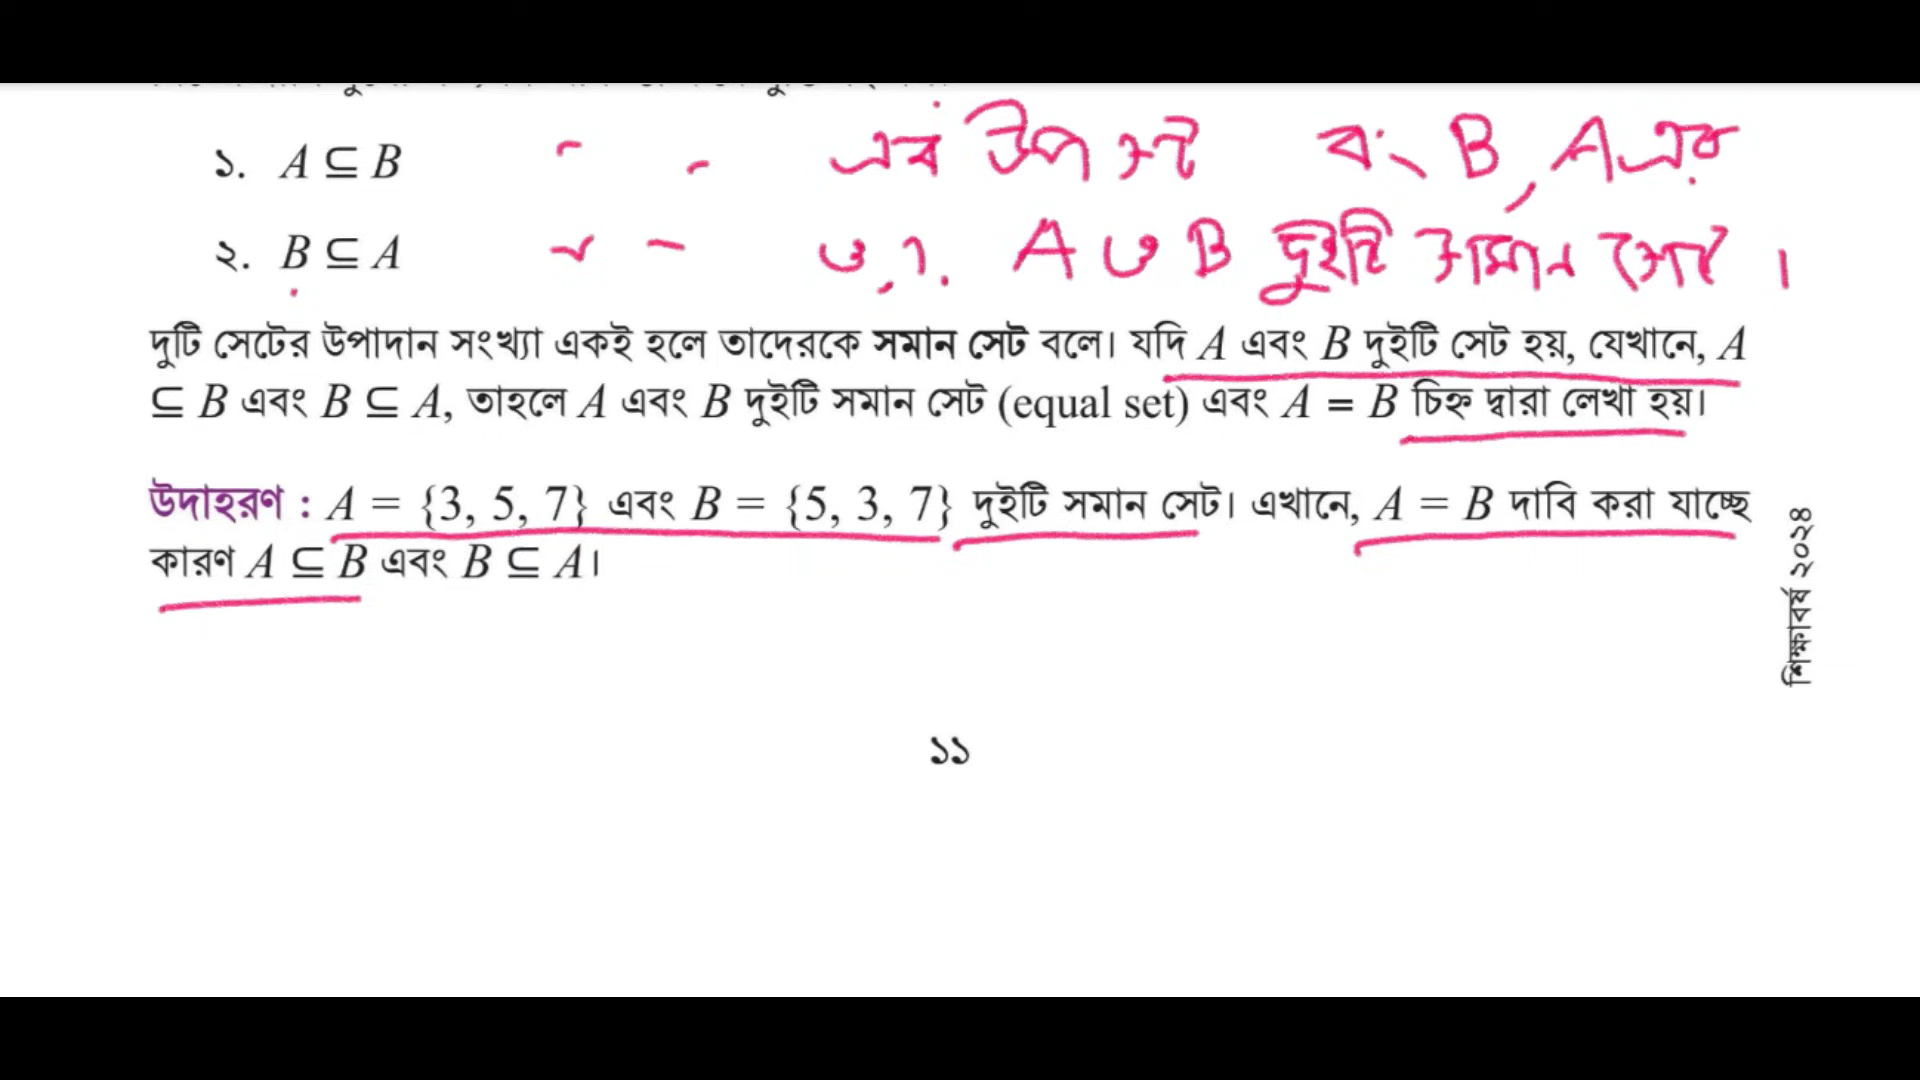 ১. A ⊆ B এর উপ সেট বং B, A এর
২. B ⊆ A A ও B দুইটি সমান সেট ।
দুটি সেটের উপাদান সংখ্যা একই হলে তাদেরকে সমান সেট বলে। যদি A এবং B দুইটি সেট হয়, যেখানে, A
⊆ B এবং B ⊆ A, তাহলে A এবং B দুইটি সমান সেট (equal set) এবং A = B চিহ্ন দ্বারা লেখা হয়।
উদাহরণ : A = {3, 5, 7} এবং B = {5, 3, 7} দুইটি সমান সেট। এখানে, A = B দাবি করা যাচ্ছে
কারণ A ⊆ B এবং B ⊆ A।
শিক্ষাবর্ষ ২০২৪
১১